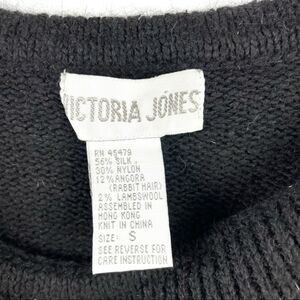 VICTORIA JONES
RN 45479
56% SILK
30% NYLON
12% ANGORA
(RABBIT HAIR)
2% LAMBSWOOL
ASSEMBLED IN
HONG KONG
KNIT IN CHINA
SIZE: S
SEE REVERSE FOR
CARE INSTRUCTION